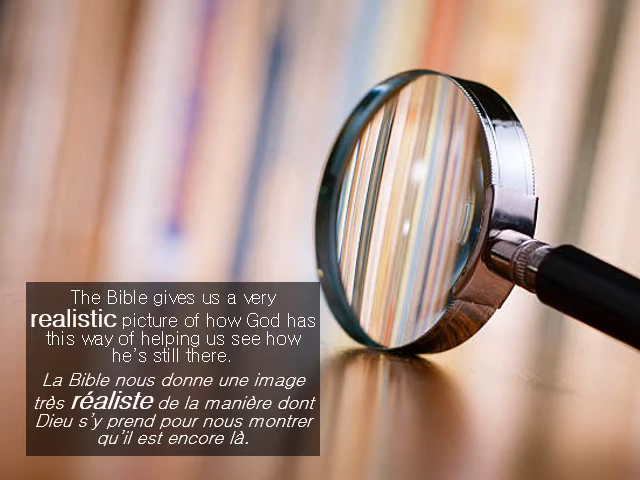 The Bible gives us a very
realistic picture of how God has
this way of helping us see how
he's still there.
La Bible nous donne une image
très réaliste de la manière dont
Dieu s'y prend pour nous montrer
qu'il est encore là.